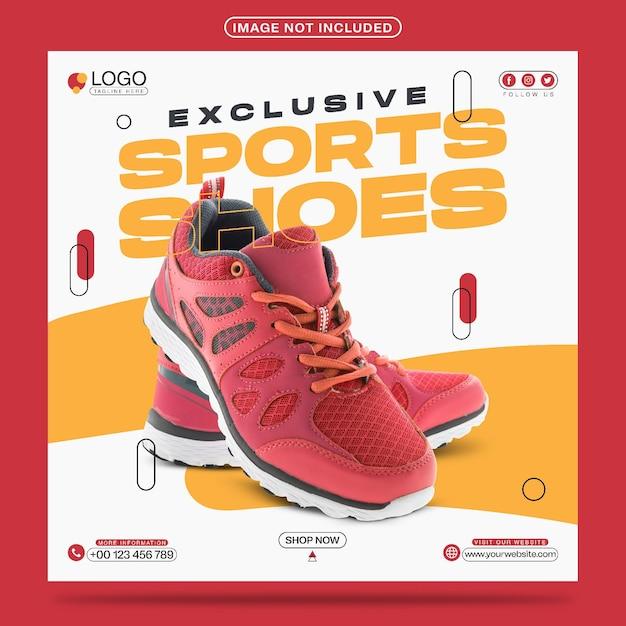 IMAGE NOT INCLUDED
LOGO
TAGLINE HERE
FOLLOW US
EXCLUSIVE
SPORTS
SHOES
MORE INFORMATION
+00 123 456 789
SHOP NOW
VISIT OUR WEBSITE
www.yourwebsite.com